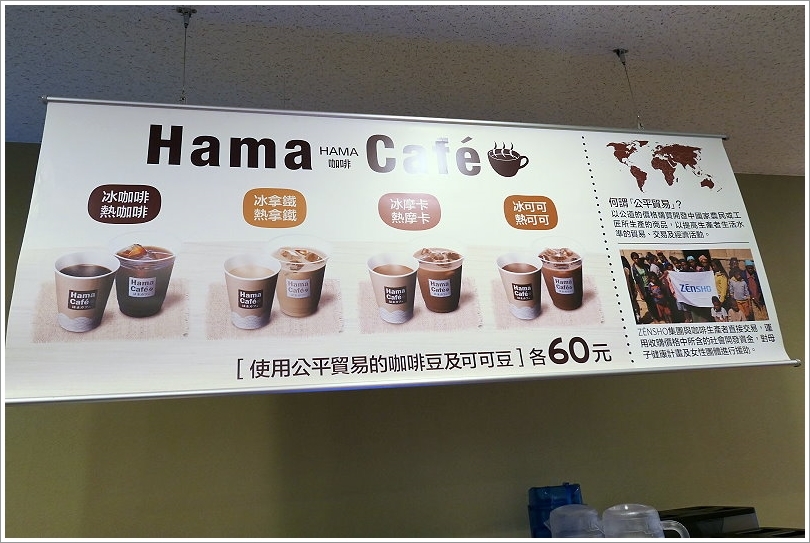 Hama HAMA 咖啡 Café
冰咖啡
熱咖啡
冰拿鐵
熱拿鐵
冰摩卡
熱摩卡
冰可可
熱可可
Hama
Café
Hama
Café
Hama
Café
Hama
Café
Hama
Café
Hama
Café
Hama
Café
Hama
Café
[ 使用公平貿易的咖啡豆及可可豆 ] 各60元
何謂「公平貿易」?
以公道的價格購買開發中國家農民或工
匠所生產的商品,以提高生產者生活水
準的貿易、交易及經濟活動。
ZENSHO
ZENSHO集團與咖啡生產者直接交易,運
用收購價格中所含的社會開發資金,對母
子健康計畫及女性團體進行援助。